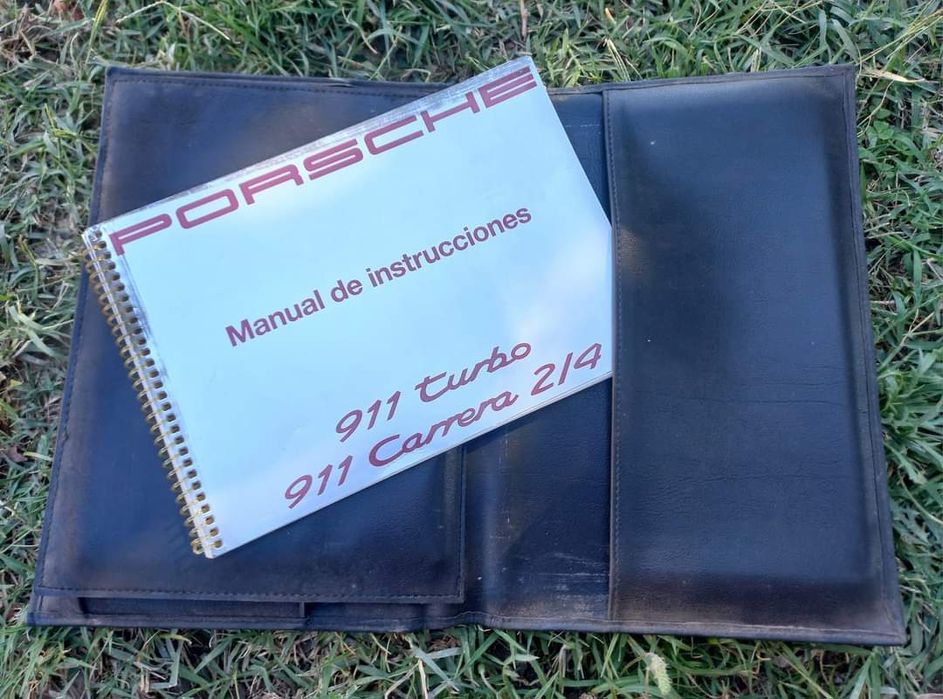 PORSCHE
Manual de instrucciones
911 turbo
911 Carrera 2/4